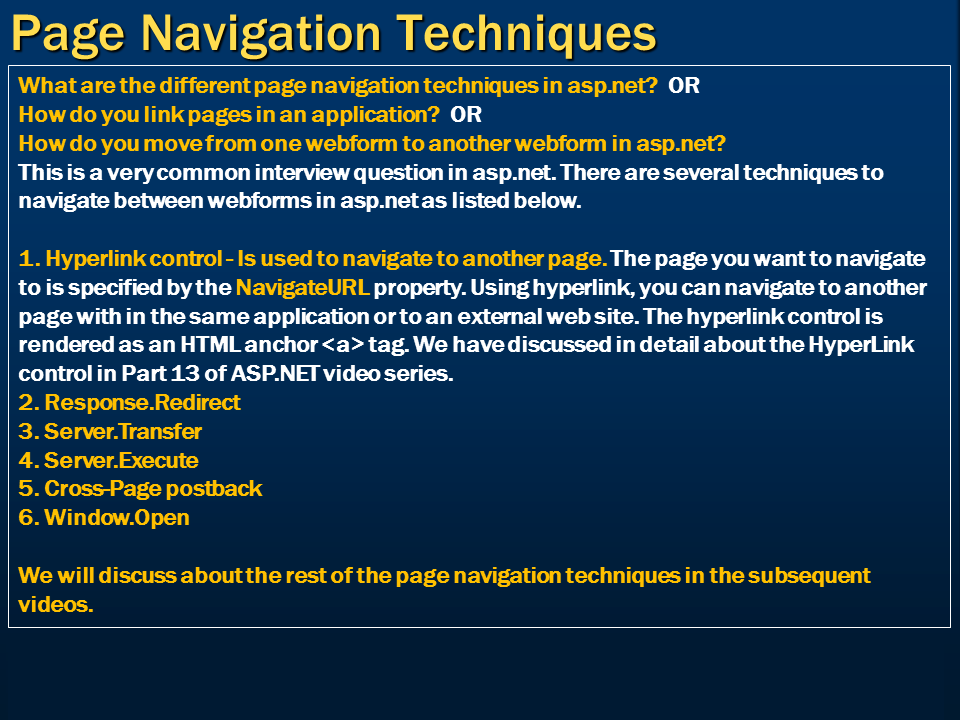 Page Navigation Techniques
What are the different page navigation techniques in asp.net? OR
How do you link pages in an application? OR
How do you move from one webform to another webform in asp.net?
This is a very common interview question in asp.net. There are several techniques to
navigate between webforms in asp.net as listed below.
1. Hyperlink control - Is used to navigate to another page. The page you want to navigate
to is specified by the NavigateURL property. Using hyperlink, you can navigate to another
page with in the same application or to an external web site. The hyperlink control is
rendered as an HTML anchor <a> tag. We have discussed in detail about the HyperLink
control in Part 13 of ASP.NET video series.
2. Response.Redirect
3. Server.Transfer
4. Server.Execute
5. Cross-Page postback
6. Window.Open
We will discuss about the rest of the page navigation techniques in the subsequent
videos.